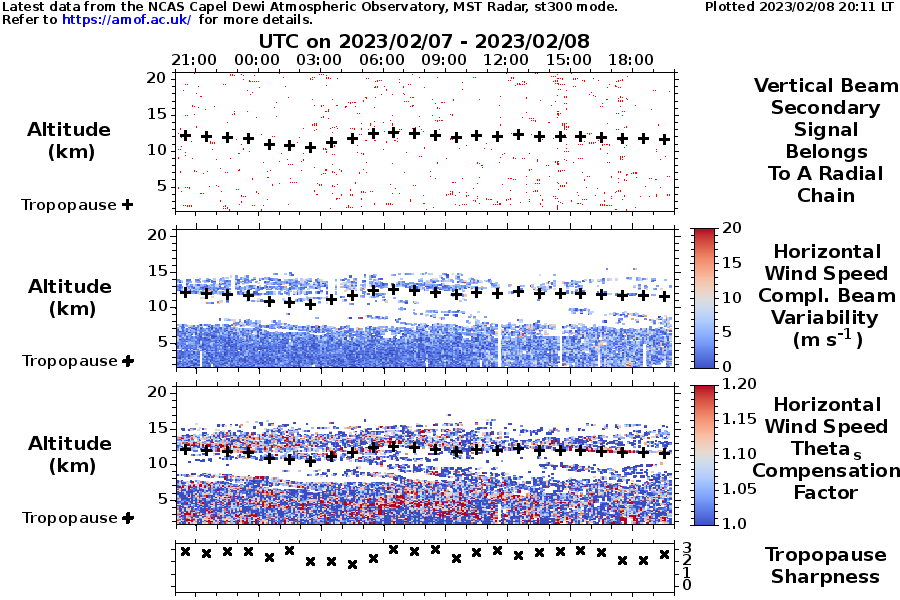 Latest data from the NCAS Capel Dewi Atmospheric Observatory, MST Radar, st300 mode.
Plotted 2023/02/08 20:11 LT
Refer to https://amof.ac.uk/ for more details.
UTC on 2023/02/07 - 2023/02/08
21:00 00:00 03:00 06:00 09:00 12:00 15:00 18:00
20
15
10
5
Altitude
(km)
Tropopause +
Vertical Beam
Secondary
Signal
Belongs
To A Radial
Chain
20
15
10
5
Altitude
(km)
Tropopause +
20
15
10
5
0
Horizontal
Wind Speed
Compl. Beam
Variability
(m s-1)
20
15
10
5
Altitude
(km)
Tropopause +
1.20
1.15
1.10
1.05
1.0
Horizontal
Wind Speed
Theta s
Compensation
Factor
3
2
1
0
Tropopause
Sharpness